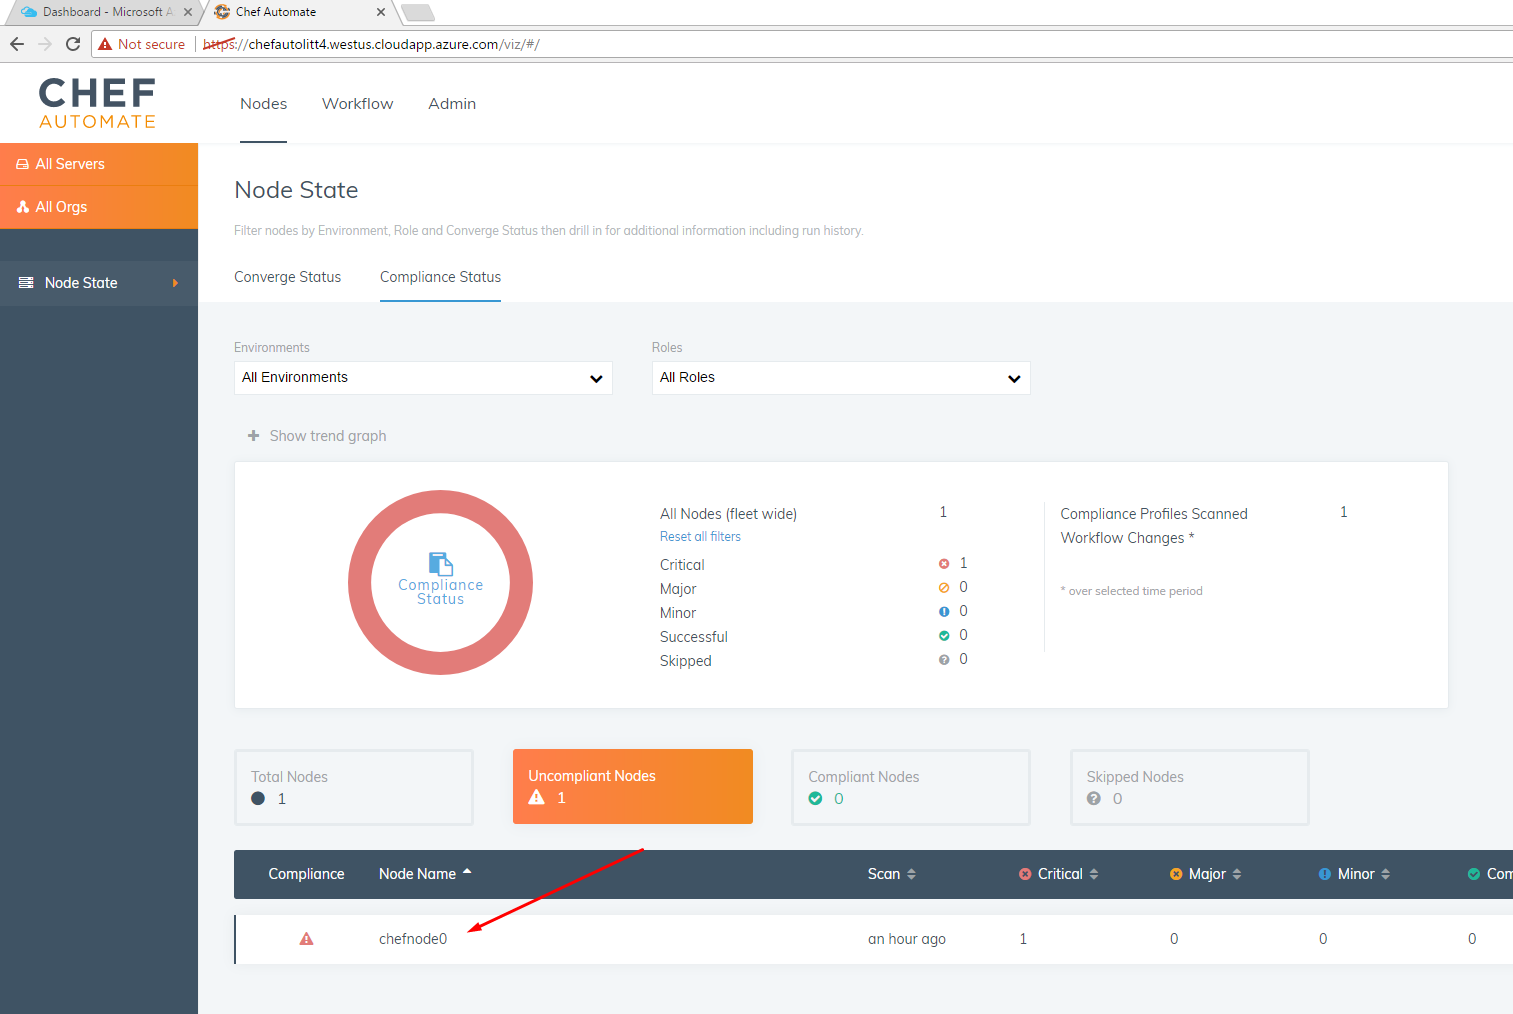 Dashboard - Microsoft A
Chef Automate
Not secure
https://chefautolitt4.westus.cloudapp.azure.com/viz/#/
CHEF
AUTOMATE
Nodes
Workflow
Admin
All Servers
All Orgs
Node State
Node State
Filter nodes by Environment, Role and Converge Status then drill in for additional information including run history.
Converge Status
Compliance Status
Environments
Roles
All Environments
All Roles
+ Show trend graph
Compliance
Status
All Nodes (fleet wide) 1
Reset all filters
Critical 1
Major 0
Minor 0
Successful 0
Skipped 0
Compliance Profiles Scanned 1
Workflow Changes *
* over selected time period
Total Nodes
1
Uncompliant Nodes
1
Compliant Nodes
0
Skipped Nodes
0
Compliance Node Name Scan Critical Major Minor Com
chefnode0 an hour ago 1 0 0 0